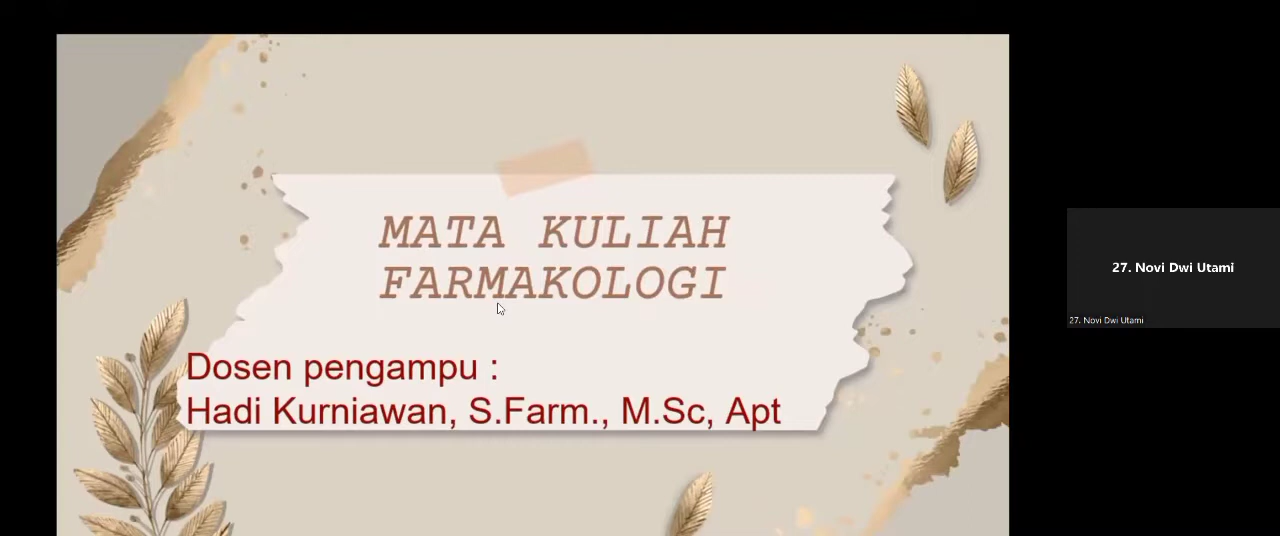 MATA KULIAH
FARMAKOLOGI
Dosen pengampu :
Hadi Kurniawan, S.Farm., M.Sc, Apt
27. Novi Dwi Utami
27. Novi Dwi Utami